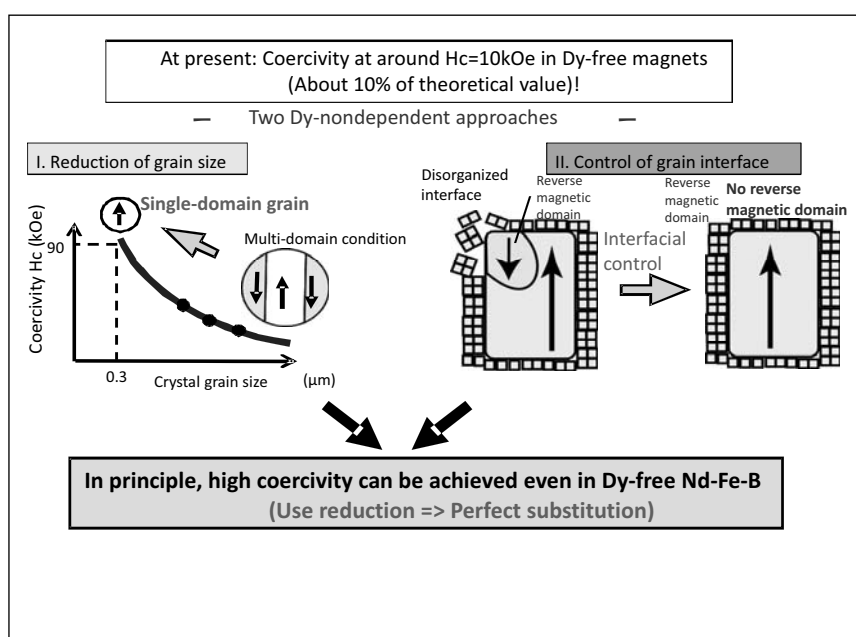 At present: Coercivity at around Hc=10kOe in Dy-free magnets
(About 10% of theoretical value)!
— Two Dy-nondependent approaches —
I. Reduction of grain size
Single-domain grain
Multi-domain condition
Coercivity Hc (kOe)
90
0.3
Crystal grain size
(μm)
II. Control of grain interface
Disorganized
interface
Reverse
magnetic
domain
Interfacial
control
Reverse
magnetic
domain
No reverse
magnetic domain
In principle, high coercivity can be achieved even in Dy-free Nd-Fe-B
(Use reduction => Perfect substitution)